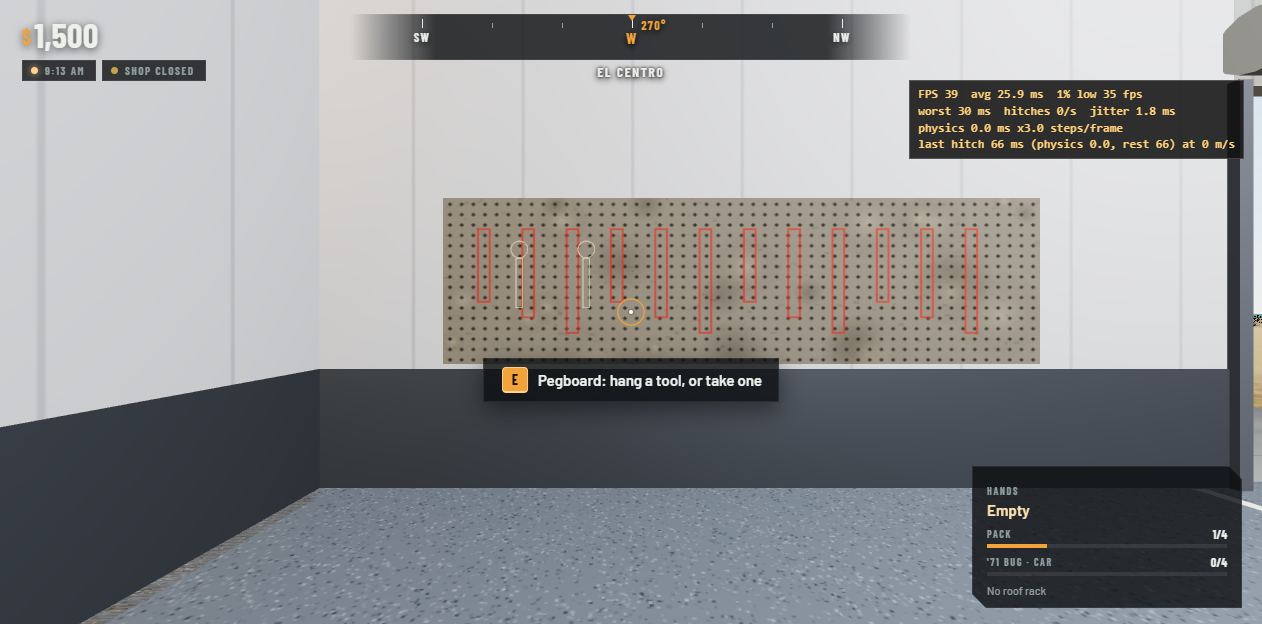 $1,500
9:13 AM
SHOP CLOSED
SW
270°
W
NW
EL CENTRO
FPS 39 avg 25.9 ms 1% low 35 fps
worst 30 ms hitches 0/s jitter 1.8 ms
physics 0.0 ms x3.0 steps/frame
last hitch 66 ms (physics 0.0, rest 66) at 0 m/s
E Pegboard: hang a tool, or take one
HANDS
Empty
PACK 1/4
'71 BUG · CAR 0/4
No roof rack